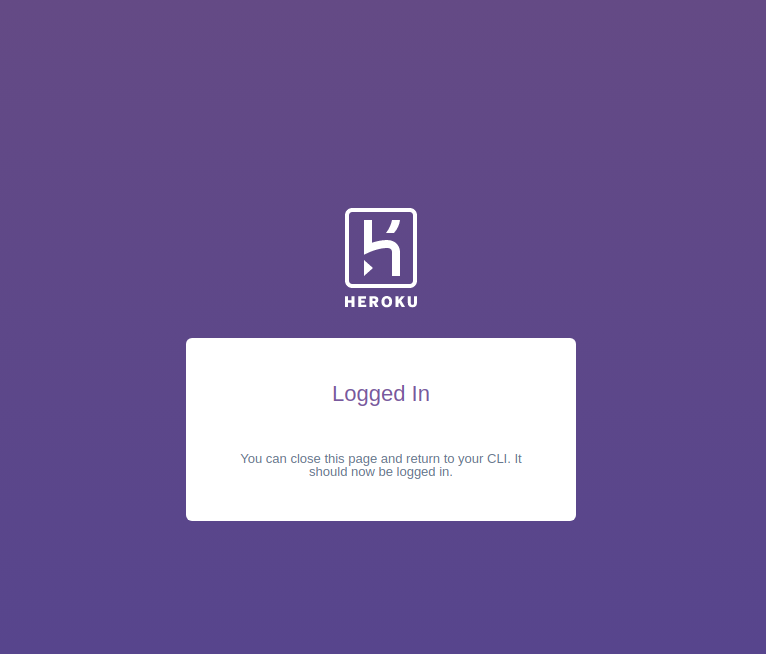 HEROKU
Logged In
You can close this page and return to your CLI. It
should now be logged in.